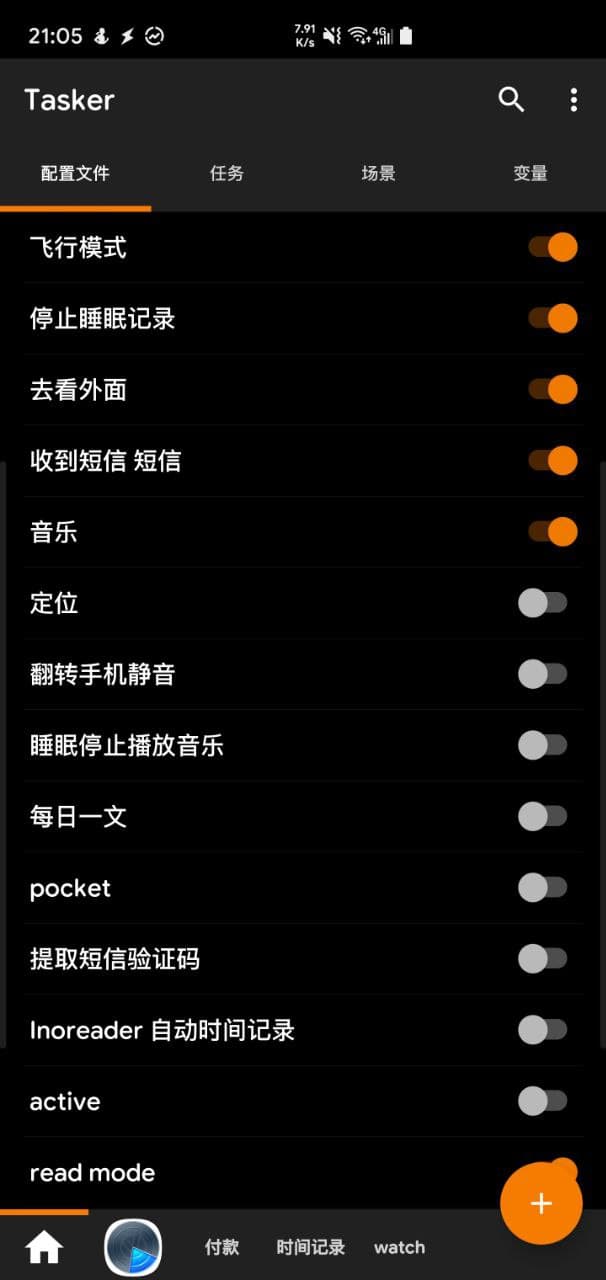 21:05
7.91
K/s
4G
Tasker
配置文件
任务
场景
变量
飞行模式
停止睡眠记录
去看外面
收到短信 短信
音乐
定位
翻转手机静音
睡眠停止播放音乐
每日一文
pocket
提取短信验证码
Inoreader 自动时间记录
active
read mode
付款
时间记录
watch